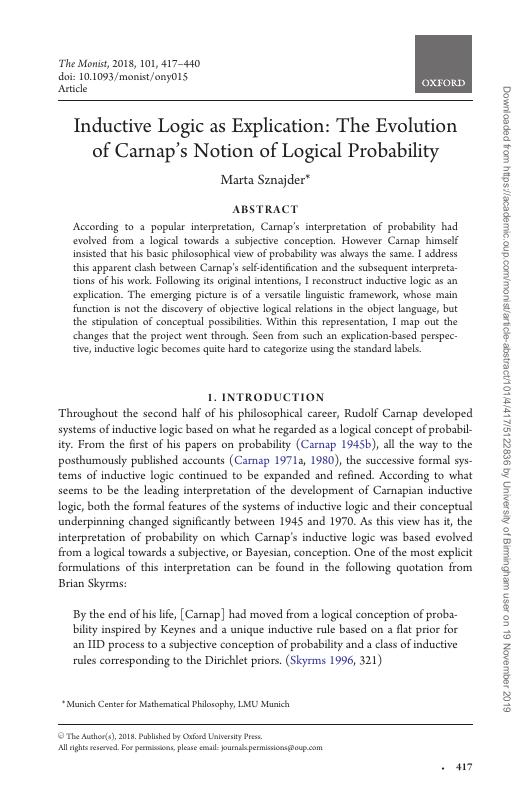 The Monist, 2018, 101, 417–440
doi: 10.1093/monist/ony015
Article
OXFORD
Inductive Logic as Explication: The Evolution
of Carnap’s Notion of Logical Probability
Marta Sznajder*
ABSTRACT
According to a popular interpretation, Carnap’s interpretation of probability had
evolved from a logical towards a subjective conception. However Carnap himself
insisted that his basic philosophical view of probability was always the same. I address
this apparent clash between Carnap’s self-identification and the subsequent interpreta-
tions of his work. Following its original intentions, I reconstruct inductive logic as an
explication. The emerging picture is of a versatile linguistic framework, whose main
function is not the discovery of objective logical relations in the object language, but
the stipulation of conceptual possibilities. Within this representation, I map out the
changes that the project went through. Seen from such an explication-based perspec-
tive, inductive logic becomes quite hard to categorize using the standard labels.
1. INTRODUCTION
Throughout the second half of his philosophical career, Rudolf Carnap developed
systems of inductive logic based on what he regarded as a logical concept of probabil-
ity. From the first of his papers on probability (Carnap 1945b), all the way to the
posthumously published accounts (Carnap 1971a, 1980), the successive formal sys-
tems of inductive logic continued to be expanded and refined. According to what
seems to be the leading interpretation of the development of Carnapian inductive
logic, both the formal features of the systems of inductive logic and their conceptual
underpinning changed significantly between 1945 and 1970. As this view has it, the
interpretation of probability on which Carnap’s inductive logic was based evolved
from a logical towards a subjective, or Bayesian, conception. One of the most explicit
formulations of this interpretation can be found in the following quotation from
Brian Skyrms:
By the end of his life, [Carnap] had moved from a logical conception of proba-
bility inspired by Keynes and a unique inductive rule based on a flat prior for
an IID process to a subjective conception of probability and a class of inductive
rules corresponding to the Dirichlet priors. (Skyrms 1996, 321)
*Munich Center for Mathematical Philosophy, LMU Munich
© The Author(s), 2018. Published by Oxford University Press.
All rights reserved. For permissions, please email: journals.permissions@oup.com
• 417
Downloaded from https://academic.oup.com/monist/article-abstract/101/4/417/5122836 by University of Birmingham user on 19 November 2019